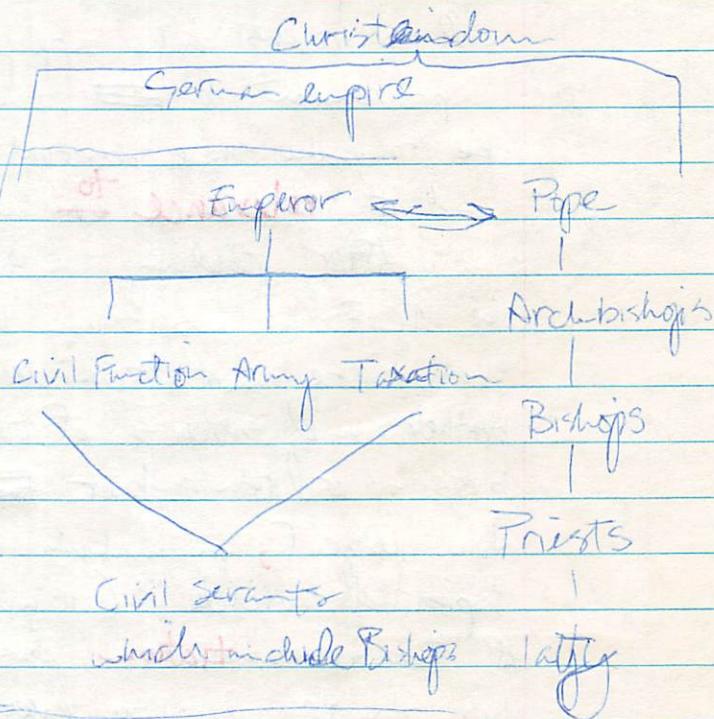 Christendom
German empire
Emperor Pope
Archbishops
Civil Function Army Taxation
Bishops
Priests
Civil servants
which include Bishops laity